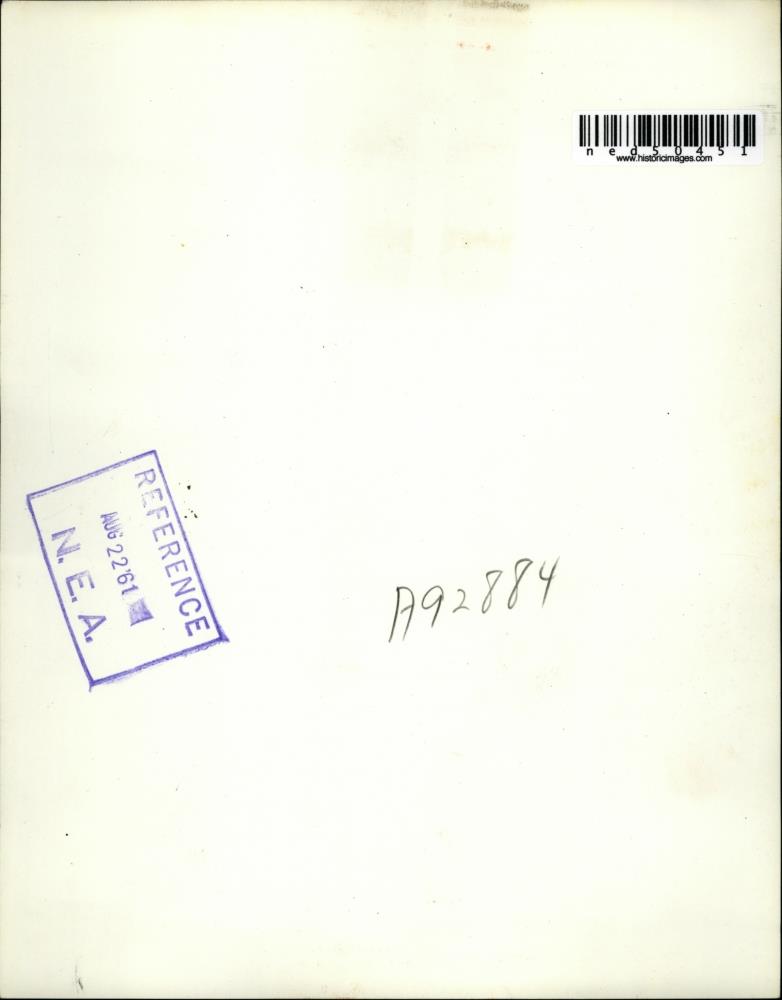 ned50451
www.historicimages.com
REFERENCE
AUG 22 '61
N. E. A.
A92884